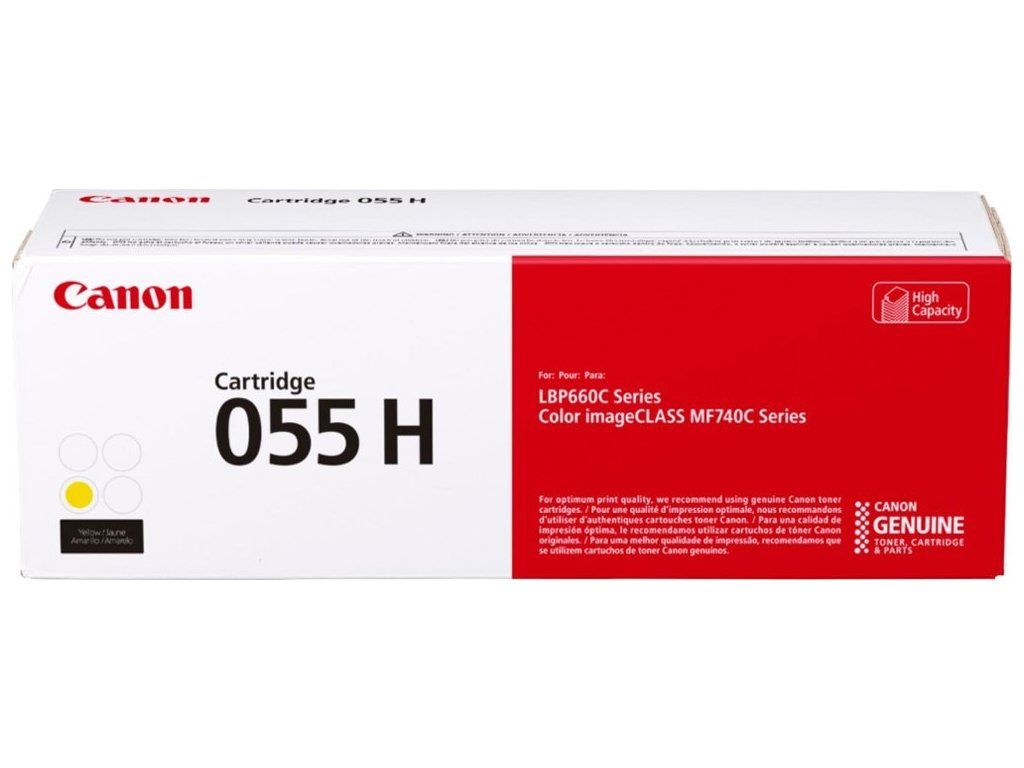 Canon Cartridge 055 H
WARNING / ATTENTION / ADVERTENCIA / ADVERTÊNCIA
Canon
High
Capacity
Cartridge
055 H
For: Pour: Para:
LBP660C Series
Color imageCLASS MF740C Series
Yellow / Jaune
Amarillo / Amarelo
For optimum print quality, we recommend using genuine Canon toner
cartridges. / Pour une qualité d'impression optimale, nous recommandons
d'utiliser d'authentiques cartouches toner Canon. / Para una calidad de
impresión óptima, le recomendamos utilizar cartuchos de tóner Canon
originales. / Para uma melhor qualidade de impressão, recomendamos que
se utilizem cartuchos de toner Canon genuínos.
CANON
GENUINE
TONER, CARTRIDGE
& PARTS